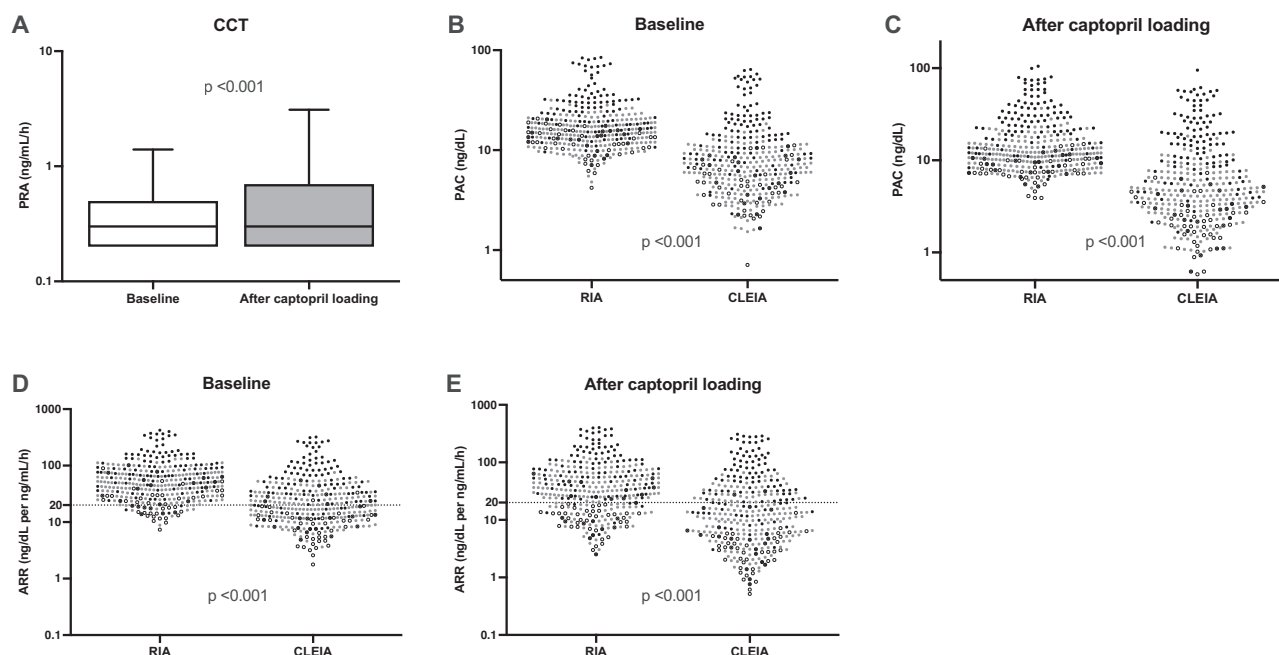 A
CCT
10
p <0.001
1
0.1
PRA (ng/mL/h)
Baseline
After captopril loading
B
Baseline
100
10
1
PAC (ng/dL)
p <0.001
RIA
CLEIA
C
After captopril loading
100
10
1
PAC (ng/dL)
p <0.001
RIA
CLEIA
D
Baseline
1000
100
20
10
1
0.1
ARR (ng/dL per ng/mL/h)
p <0.001
RIA
CLEIA
E
After captopril loading
1000
100
20
10
1
0.1
ARR (ng/dL per ng/mL/h)
p <0.001
RIA
CLEIA